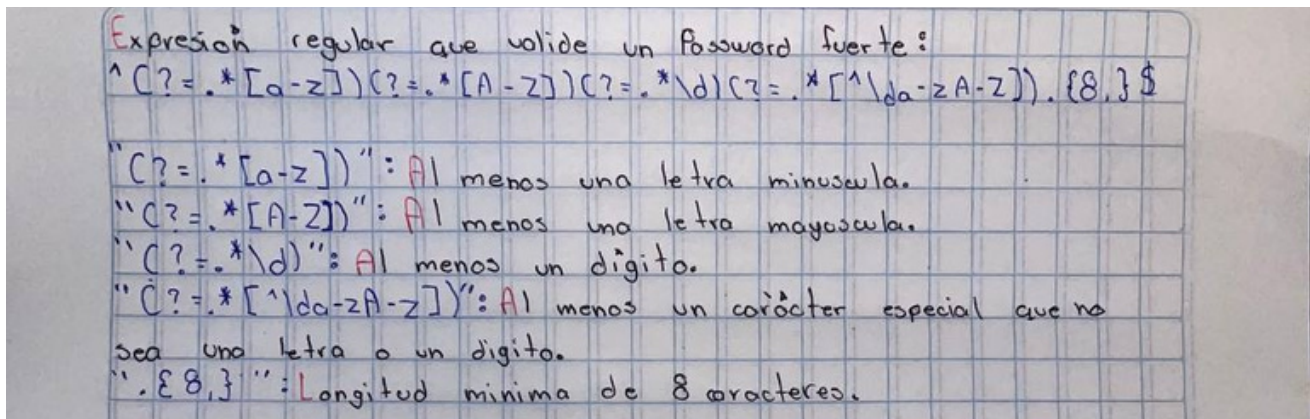 Expresión regular que valide un Password fuerte:
^(?=.*[a-z])(?=.*[A-Z])(?=.*\d)(?=.*[^\da-zA-Z]).{8,}$
"(?=.*[a-z])": Al menos una letra minuscula.
"(?=.*[A-Z])": Al menos una letra mayuscula.
"(?=.*\d)": Al menos un digito.
"(?=.*[^\da-zA-Z])": Al menos un carácter especial que no
sea una letra o un digito.
".{8,}": Longitud minima de 8 caracteres.